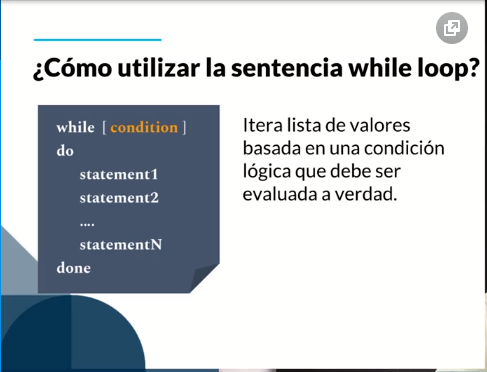 ¿Cómo utilizar la sentencia while loop?
while [ condition ]
do
statement1
statement2
....
statementN
done
Itera lista de valores
basada en una condición
lógica que debe ser
evaluada a verdad.